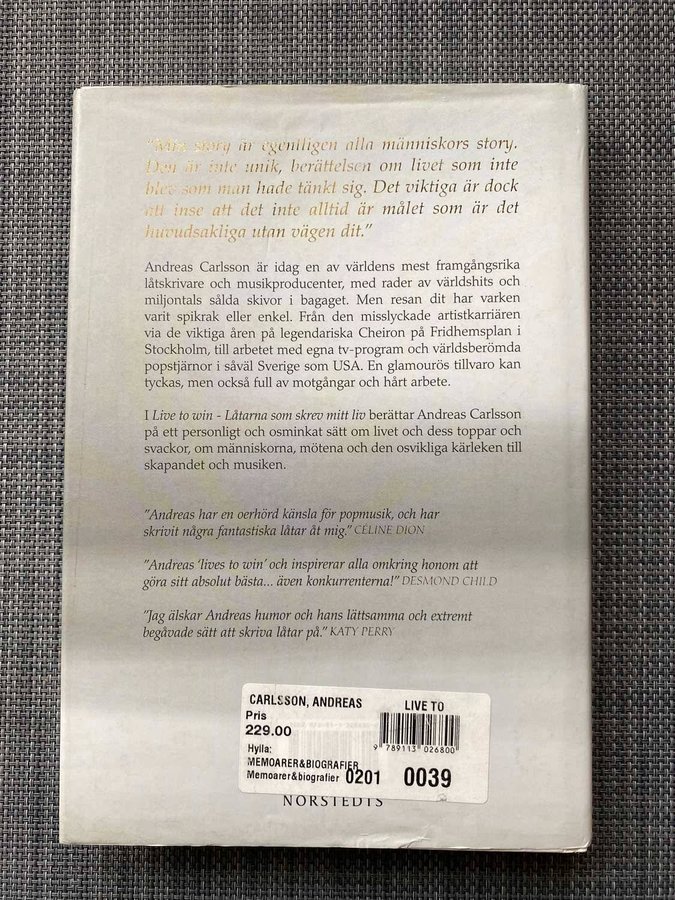 "Min story är egentligen alla människors story.
Den är inte unik, berättelsen om livet som inte
blev som man hade tänkt sig. Det viktiga är dock
att inse att det inte alltid är målet som är det
huvudsakliga utan vägen dit."
Andreas Carlsson är idag en av världens mest framgångsrika
låtskrivare och musikproducenter, med rader av världshits och
miljontals sålda skivor i bagaget. Men resan dit har varken
varit spikrak eller enkel. Från den misslyckade artistkarriären
via de viktiga åren på legendariska Cheiron på Fridhemsplan i
Stockholm, till arbetet med egna tv-program och världsberömda
popstjärnor i såväl Sverige som USA. En glamourös tillvaro kan
tyckas, men också full av motgångar och hårt arbete.
I Live to win - Låtarna som skrev mitt liv berättar Andreas Carlsson
på ett personligt och osminkat sätt om livet och dess toppar och
svackor, om människorna, mötena och den osvikliga kärleken till
skapandet och musiken.
"Andreas har en oerhörd känsla för popmusik, och har
skrivit några fantastiska låtar åt mig." CÉLINE DION
"Andreas 'lives to win' och inspirerar alla omkring honom att
göra sitt absolut bästa... även konkurrenterna!" DESMOND CHILD
"Jag älskar Andreas humor och hans lättsamma och extremt
begåvade sätt att skriva låtar på." KATY PERRY
CARLSSON, ANDREAS LIVE TO
Pris
229.00
Hylla:
MEMOARER&BIOGRAFIER
Memoarer&biografier 0201 0039
9 789113 026800
NORSTEDTS